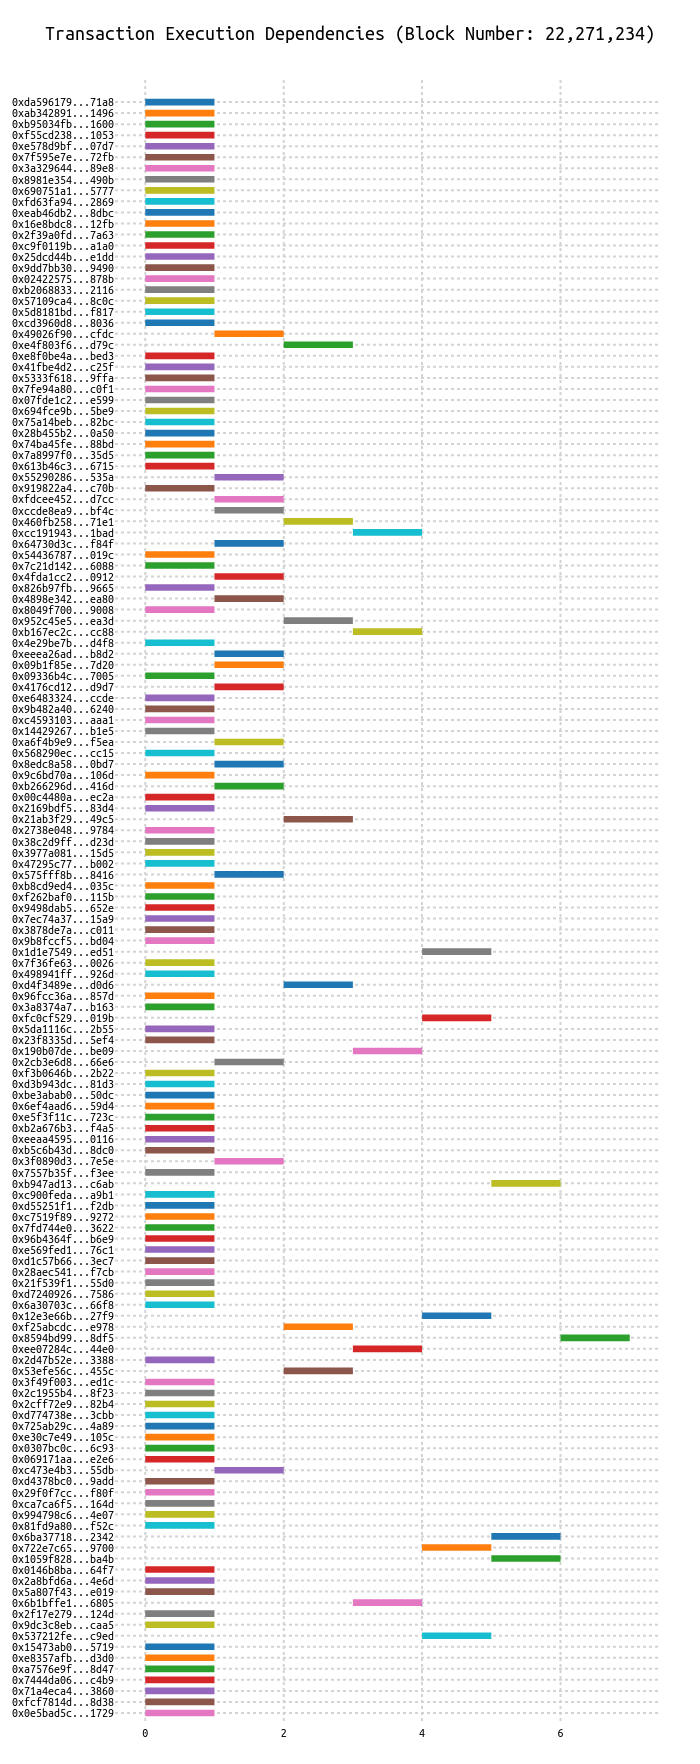 Transaction Execution Dependencies (Block Number: 22,271,234)
0xda596179...71a8
0xab342891...1496
0xb95034fb...1600
0xf55cd238...1053
0xe578d9bf...07d7
0x7f595e7e...72fb
0x3a329644...89e8
0x8981e354...490b
0x690751a1...5777
0xfd63fa94...2869
0xeab46db2...8dbc
0x16e8bdc8...12fb
0x2f39a0fd...7a63
0xc9f0119b...a1a0
0x25dcd44b...e1dd
0x9dd7bb30...9490
0x02422575...878b
0xb2068833...2116
0x57109ca4...8c0c
0x5d8181bd...f817
0xcd3960d8...8036
0x49026f90...cfdc
0xe4f803f6...d79c
0xe8f0be4a...bed3
0x41fbe4d2...c25f
0x5333f618...9ffa
0x7fe94a80...c0f1
0x07fde1c2...e599
0x694fce9b...5be9
0x75a14beb...82bc
0x28b455b2...0a50
0x74ba45fe...88bd
0x7a8997f0...35d5
0x613b46c3...6715
0x55290286...535a
0x919822a4...c70b
0xfdcee452...d7cc
0xccde8ea9...bf4c
0x460fb258...71e1
0xcc191943...1bad
0x64730d3c...f84f
0x54436787...019c
0x7c21d142...6088
0x4fda1cc2...0912
0x826b97fb...9665
0x4898e342...ea80
0x8049f700...9008
0x952c45e5...ea3d
0xb167ec2c...cc88
0x4e29be7b...d4f8
0xeeea26ad...b8d2
0x09b1f85e...7d20
0x09336b4c...7005
0x4176cd12...d9d7
0xe6483324...ccde
0x9b482a40...6240
0xc4593103...aaa1
0x14429267...b1e5
0xa6f4b9e9...f5ea
0x568290ec...cc15
0x8edc8a58...0bd7
0x9c6bd70a...106d
0xb266296d...416d
0x00c4480a...ec2a
0x2169bdf5...83d4
0x21ab3f29...49c5
0x2738e048...9784
0x38c2d9ff...d23d
0x3977a081...15d5
0x47295c77...b002
0x575fff8b...8416
0xb8cd9ed4...035c
0xf262baf0...115b
0x9498dab5...652e
0x7ec74a37...15a9
0x3878de7a...c011
0x9b8fccf5...bd04
0x1d1e7549...ed51
0x7f36fe63...0026
0x498941ff...926d
0xd4f3489e...d0d6
0x96fcc36a...857d
0x3a8374a7...b163
0xfc0cf529...019b
0x5da1116c...2b55
0x23f8335d...5ef4
0x190b07de...be09
0x2cb3e6d8...66e6
0xf3b0646b...2b22
0xd3b943dc...81d3
0xbe3abab0...50dc
0x6ef4aad6...59d4
0xe5f3f11c...723c
0xb2a676b3...f4a5
0xeeaa4595...0116
0xb5c6b43d...8dc0
0x3f0890d3...7e5e
0x7557b35f...f3ee
0xb947ad13...c6ab
0xc900feda...a9b1
0xd55251f1...f2db
0xc7519f89...9272
0x7fd744e0...3622
0x96b4364f...b6e9
0xe569fed1...76c1
0xd1c57b66...3ec7
0x28aec541...f7cb
0x21f539f1...55d0
0xd7240926...7586
0x6a30703c...66f8
0x12e3e66b...27f9
0xf25abcdc...e978
0x8594bd99...8df5
0xee07284c...44e0
0x2d47b52e...3388
0x53efe56c...455c
0x3f49f003...ed1c
0x2c1955b4...8f23
0x2cff72e9...82b4
0xd774738e...3cbb
0x725ab29c...4a89
0xe30c7e49...105c
0x0307bc0c...6c93
0x069171aa...e2e6
0xc473e4b3...55db
0xd4378bc0...9add
0x29f0f7cc...f80f
0xca7ca6f5...164d
0x994798c6...4e07
0x81fd9a80...f52c
0x6ba37718...2342
0x722e7c65...9700
0x1059f828...ba4b
0x0146b8ba...64f7
0x2a8bfd6a...4e6d
0x5a807f43...e019
0x6b1bffe1...6805
0x2f17e279...124d
0x9dc3c8eb...caa5
0x537212fe...c9ed
0x15473ab0...5719
0xe8357afb...d3d0
0xa7576e9f...8d47
0x7444da06...c4b9
0x71a4eca4...3860
0xfcf7814d...8d38
0x0e5bad5c...1729
0 2 4 6